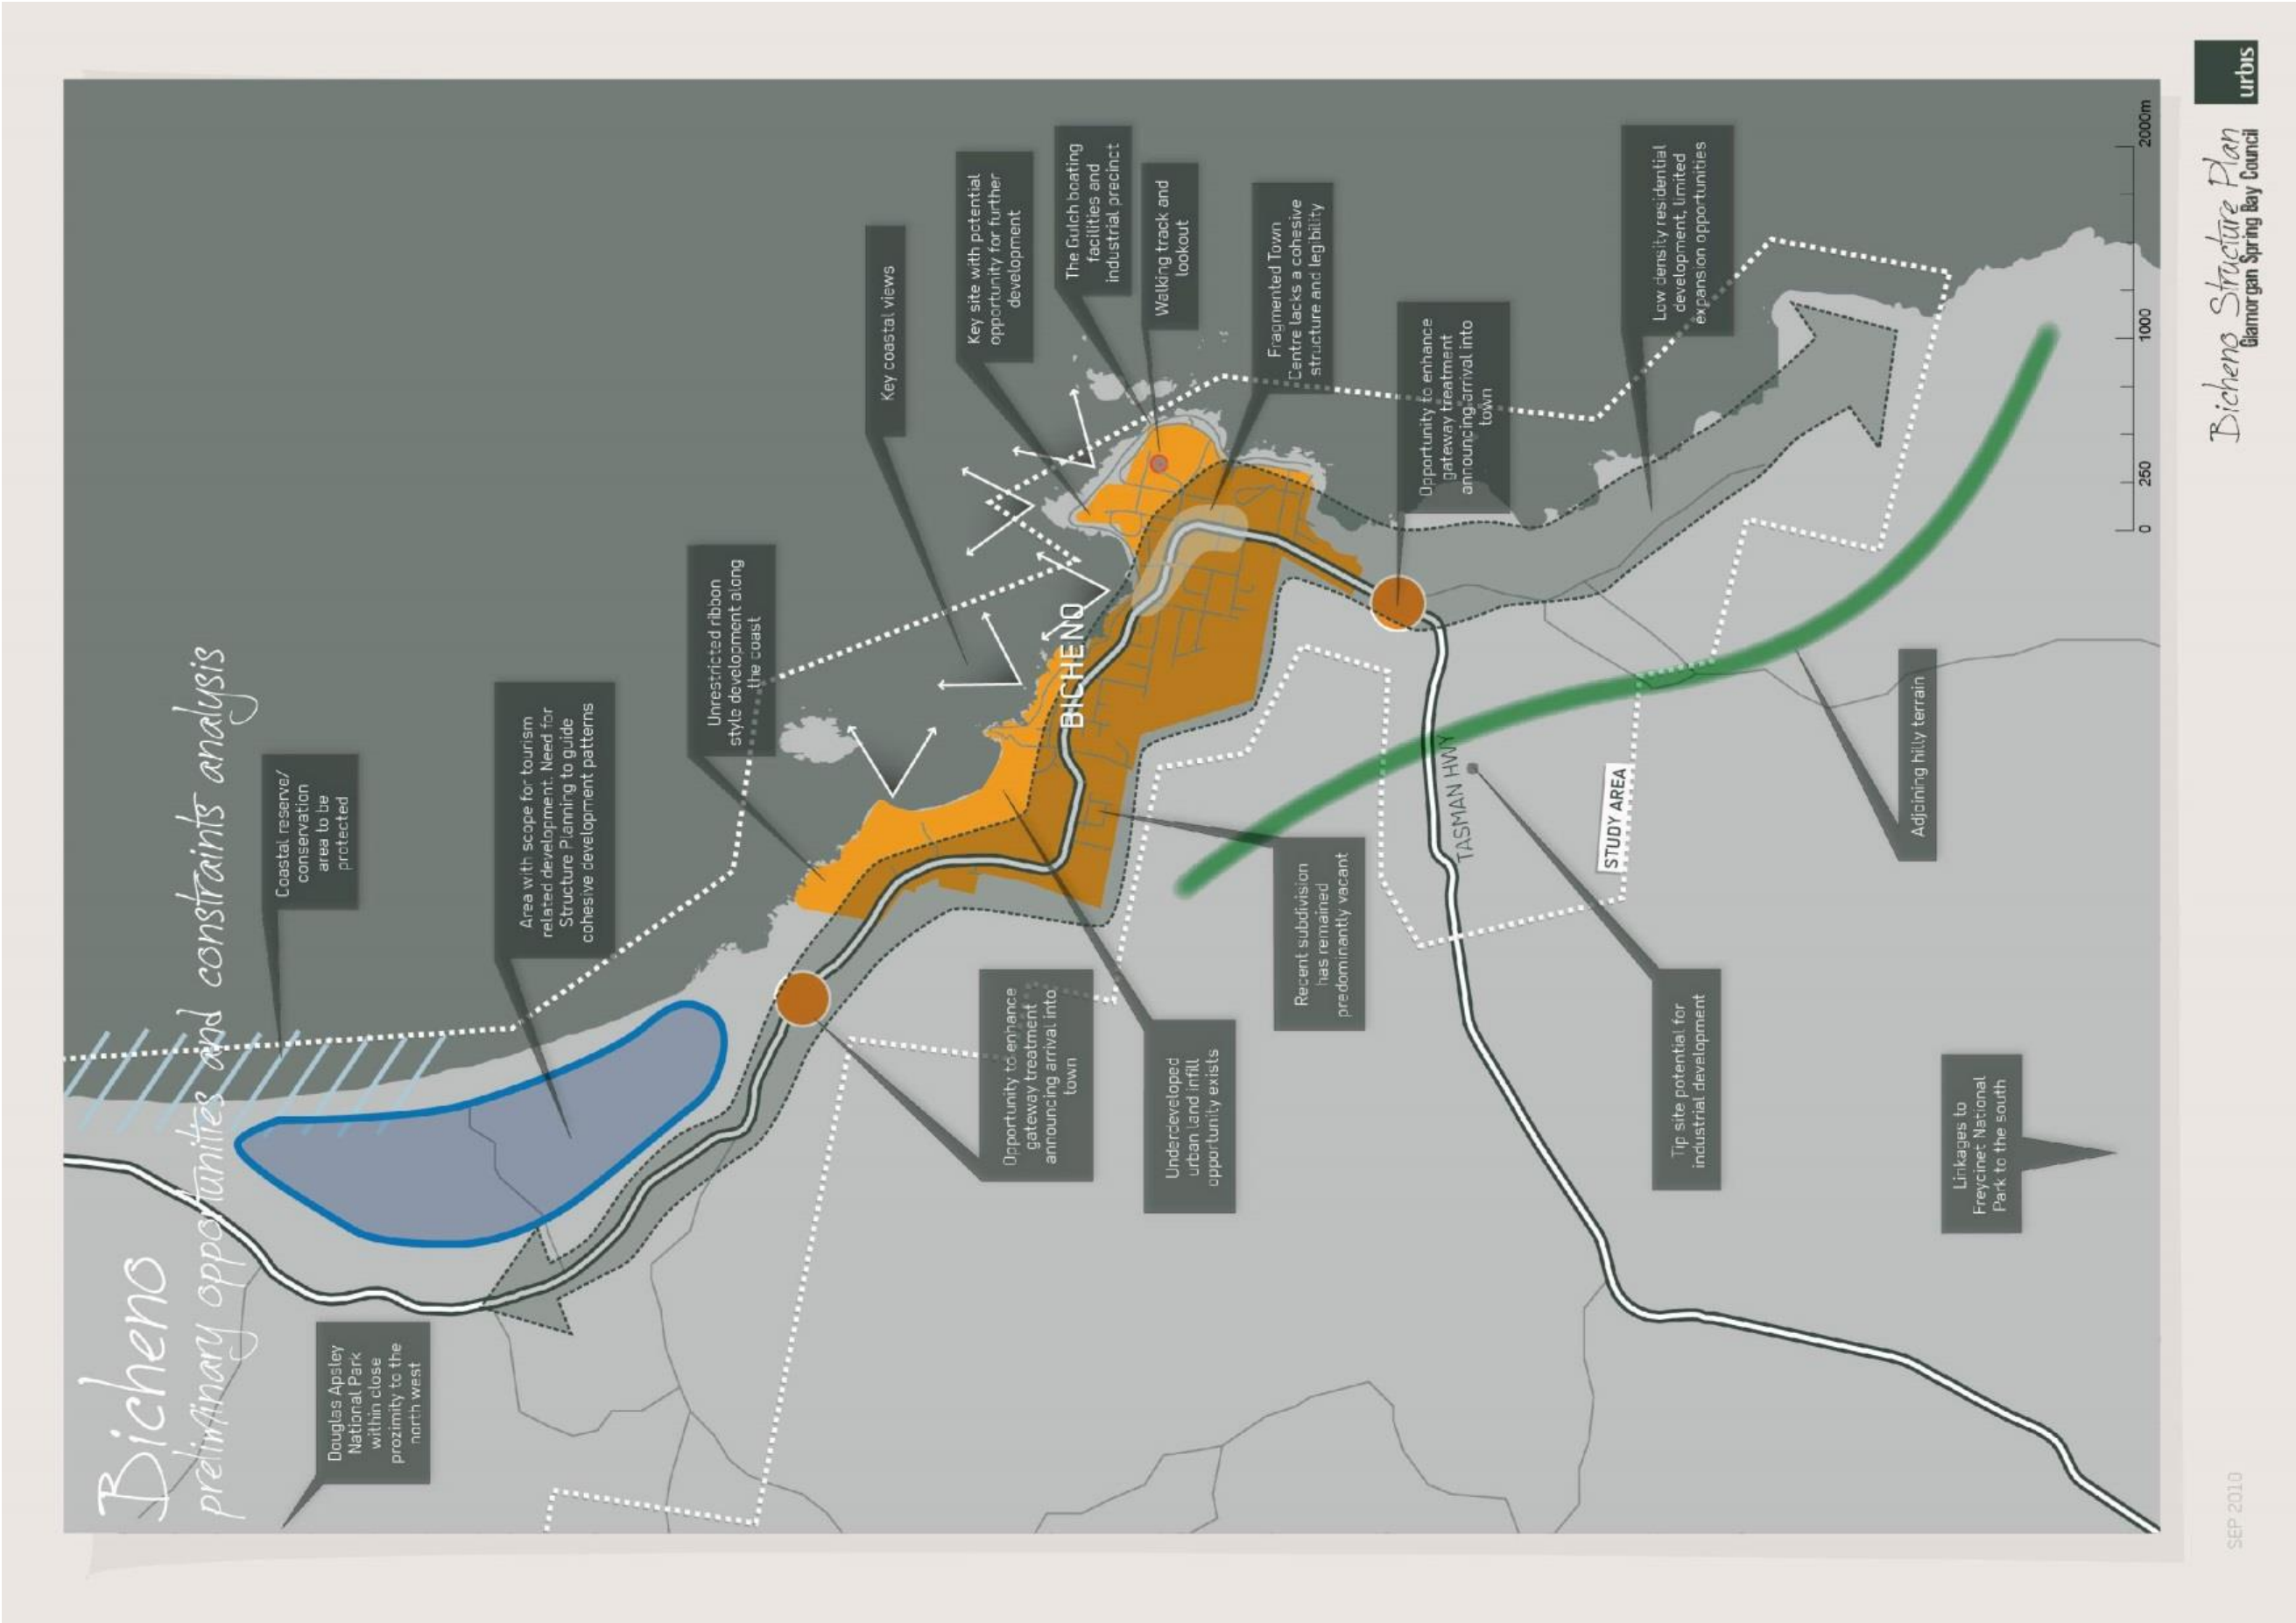 Bicheno
preliminary opportunities and constraints analysis
Douglas Apsley
National Park
within close
prozimity to the
north west
Coastal reserve/
conservation
area to be
protected
Area with scope for tourism
related development. Need for
Structure Planning to guide
cohesive development patterns
Unrestricted ribbon
style development along
the coast
Key coastal views
Key site with potential
opportunity for further
development
The Gulch boating
facilities and
industrial precinct
Walking track and
lookout
Fragmented Town
Centre lacks a cohesive
structure and legibility
BICHENO
Opportunity to enhance
gateway treatment
announcing arrival into
town
Opportunity to enhance
gateway treatment
announcing arrival into
town
Underdeveloped
urban land infill
opportunity exists
Recent subdivision
has remained
predominantly vacant
Low density residential
development, limited
expansion opportunities
TASMAN HWY
STUDY AREA
Tip site potential for
industrial development
Adjoining hilly terrain
Linkages to
Freycinet National
Park to the south
0 250 1000 2000m
SEP 2010
Bicheno Structure Plan
Glamorgan Spring Bay Council
urbis